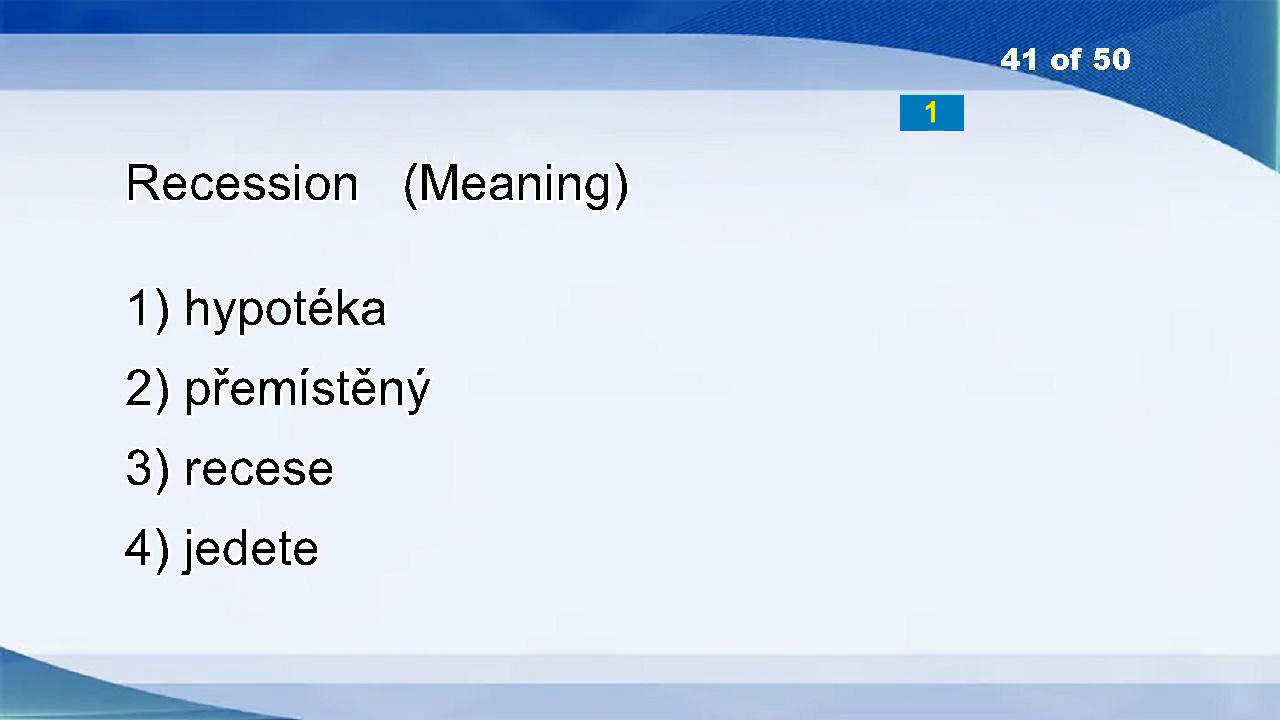 41 of 50
1
Recession (Meaning)
1) hypotéka
2) přemístěný
3) recese
4) jedete